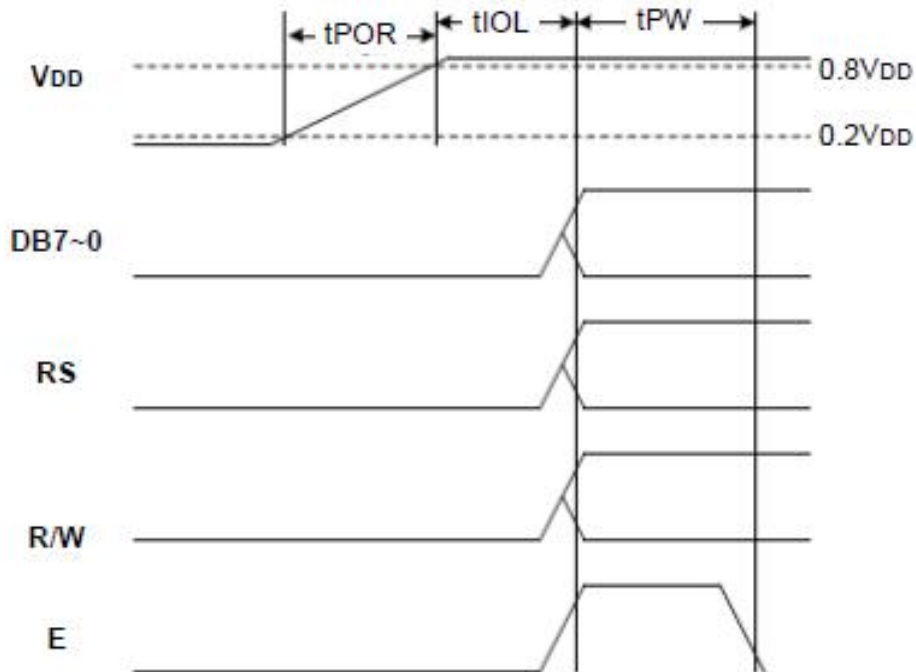 tPOR tIOL tPW
VDD
0.8VDD
0.2VDD
DB7~0
RS
R/W
E